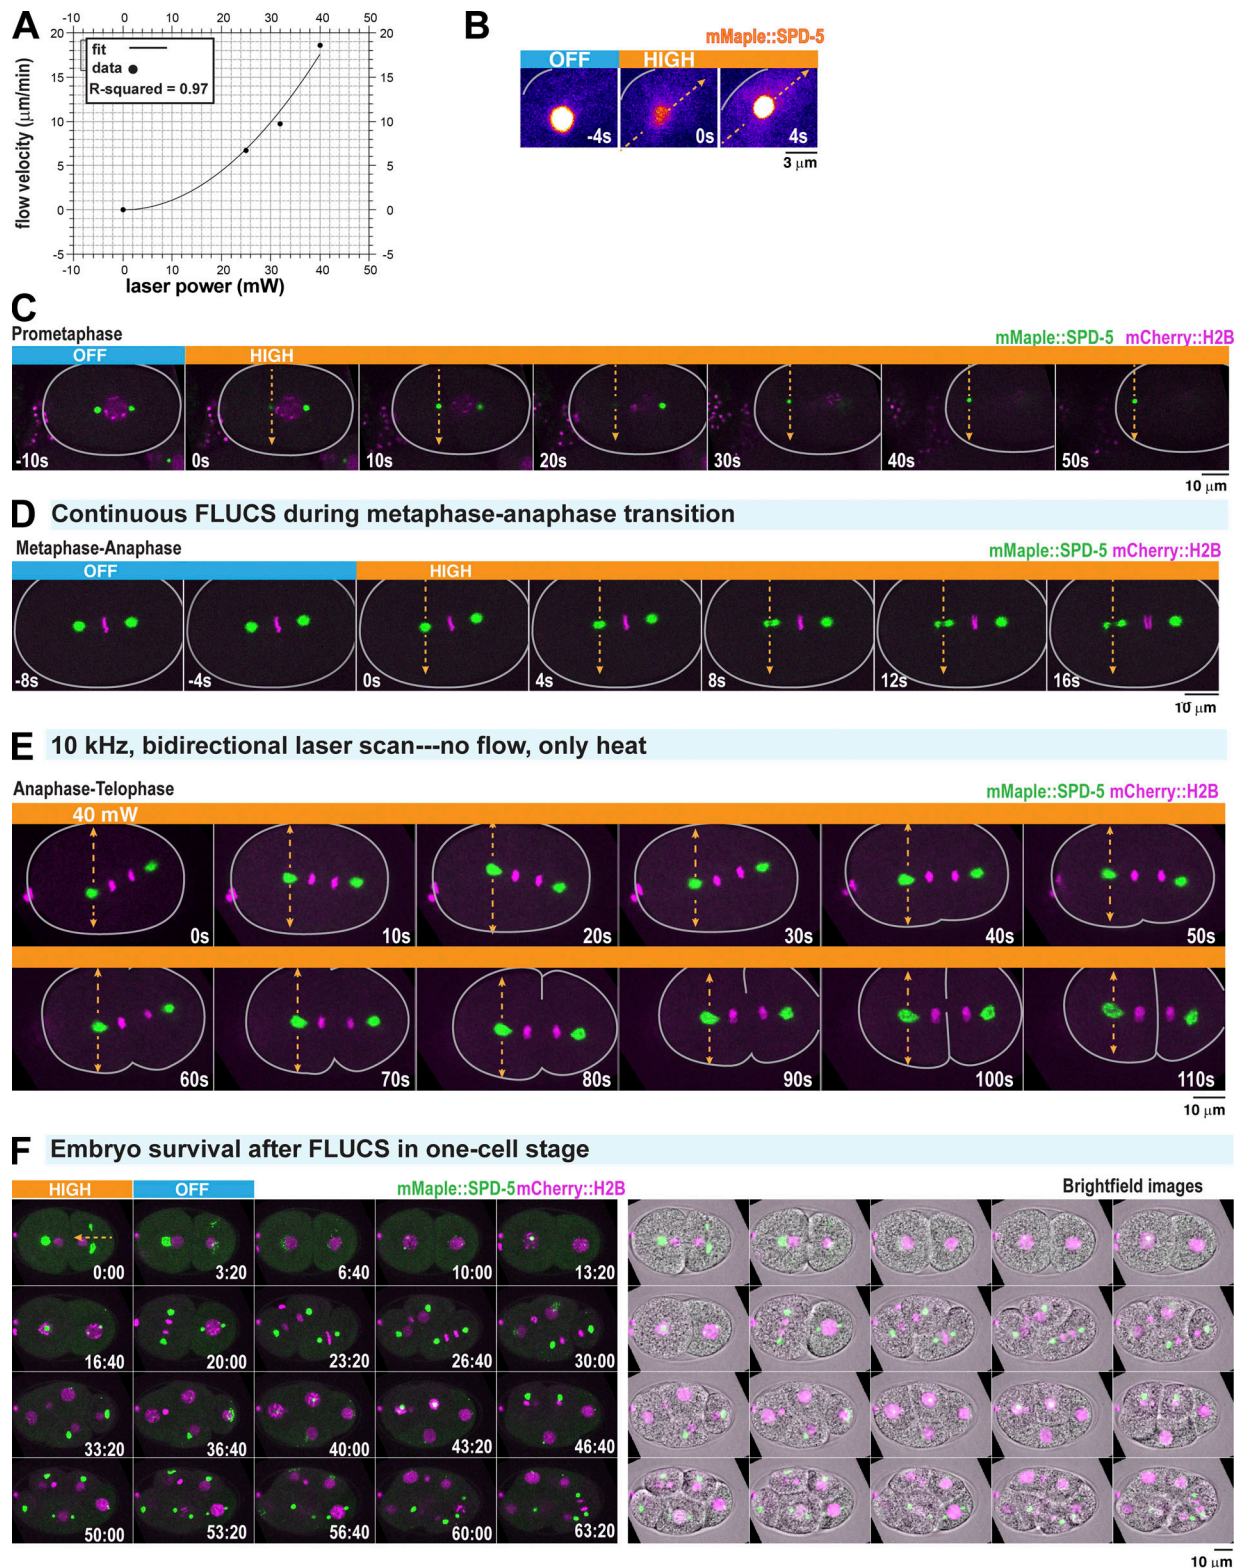 A
-10 0 10 20 30 40 50
20 20
15 15
10 10
5 5
0 0
-5 -5
-10 0 10 20 30 40 50
flow velocity (μm/min)
laser power (mW)
fit
data
R-squared = 0.97
B
mMaple::SPD-5
OFF HIGH
-4s 0s 4s
3 μm
C
Prometaphase mMaple::SPD-5 mCherry::H2B
OFF HIGH
-10s 0s 10s 20s 30s 40s 50s
10 μm
D Continuous FLUCS during metaphase-anaphase transition
Metaphase-Anaphase mMaple::SPD-5 mCherry::H2B
OFF HIGH
-8s -4s 0s 4s 8s 12s 16s
10 μm
E 10 kHz, bidirectional laser scan---no flow, only heat
Anaphase-Telophase mMaple::SPD-5 mCherry::H2B
40 mW
0s 10s 20s 30s 40s 50s
60s 70s 80s 90s 100s 110s
10 μm
F Embryo survival after FLUCS in one-cell stage
HIGH OFF mMaple::SPD-5mCherry::H2B Brightfield images
0:00 3:20 6:40 10:00 13:20
16:40 20:00 23:20 26:40 30:00
33:20 36:40 40:00 43:20 46:40
50:00 53:20 56:40 60:00 63:20
10 μm